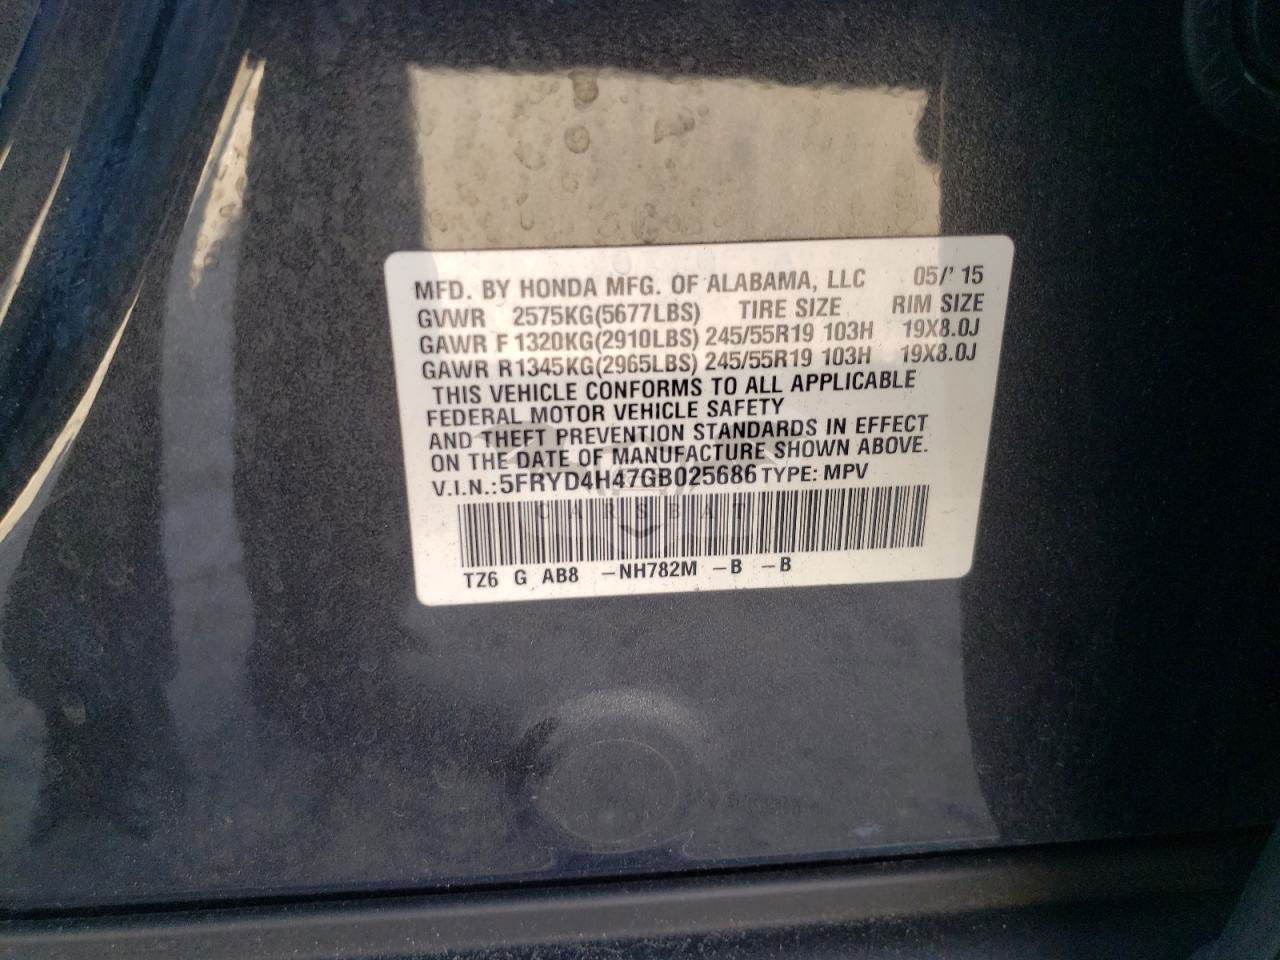 MFD. BY HONDA MFG. OF ALABAMA, LLC 05/' 15
GVWR 2575KG(5677LBS) TIRE SIZE RIM SIZE
GAWR F 1320KG(2910LBS) 245/55R19 103H 19X8.0J
GAWR R 1345KG(2965LBS) 245/55R19 103H 19X8.0J
THIS VEHICLE CONFORMS TO ALL APPLICABLE
FEDERAL MOTOR VEHICLE SAFETY
AND THEFT PREVENTION STANDARDS IN EFFECT
ON THE DATE OF MANUFACTURE SHOWN ABOVE.
V.I.N.:5FRYD4H47GB025686 TYPE: MPV
CARSBAT
TZ6 G AB8 -NH782M -B -B